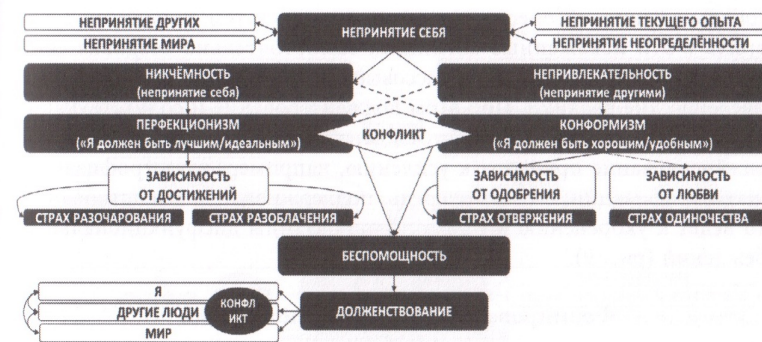 НЕПРИНЯТИЕ ДРУГИХ
НЕПРИНЯТИЕ МИРА
НЕПРИНЯТИЕ СЕБЯ
НЕПРИНЯТИЕ ТЕКУЩЕГО ОПЫТА
НЕПРИНЯТИЕ НЕОПРЕДЕЛЁННОСТИ
НИКЧЁМНОСТЬ
(непринятие себя)
НЕПРИВЛЕКАТЕЛЬНОСТЬ
(непринятие другими)
ПЕРФЕКЦИОНИЗМ
(«Я должен быть лучшим/идеальным»)
КОНФЛИКТ
КОНФОРМИЗМ
(«Я должен быть хорошим/удобным»)
ЗАВИСИМОСТЬ
ОТ ДОСТИЖЕНИЙ
ЗАВИСИМОСТЬ
ОТ ОДОБРЕНИЯ
ЗАВИСИМОСТЬ
ОТ ЛЮБВИ
СТРАХ РАЗОЧАРОВАНИЯ
СТРАХ РАЗОБЛАЧЕНИЯ
СТРАХ ОТВЕРЖЕНИЯ
СТРАХ ОДИНОЧЕСТВА
БЕСПОМОЩНОСТЬ
Я
ДРУГИЕ ЛЮДИ
МИР
КОНФЛ
ИКТ
ДОЛЖЕНСТВОВАНИЕ